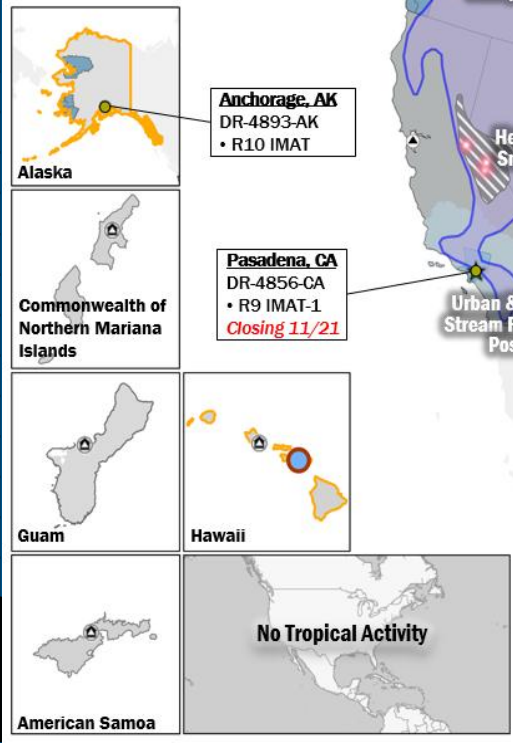 Alaska
Anchorage, AK
DR-4893-AK
• R10 IMAT
Commonwealth of
Northern Mariana
Islands
Pasadena, CA
DR-4856-CA
• R9 IMAT-1
Closing 11/21
Urban &
Stream
Guam
Hawaii
American Samoa
No Tropical Activity